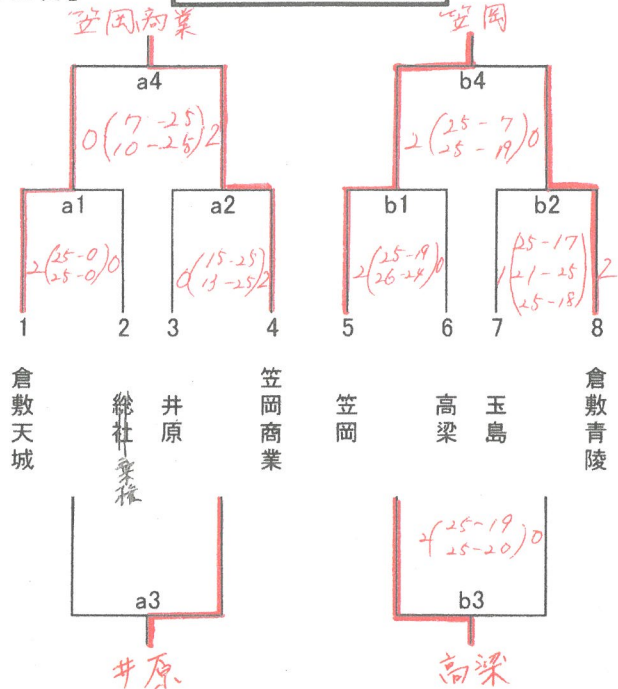 笠岡商業 笠岡
a4 b4
0(7-25 10-25)2 2(25-7 25-19)0
a1 a2 b1 b2
2(25-0 25-0)0 0(15-25 13-25)2 2(25-19 26-24)0 1(25-17 21-25 25-18)2
1 2 3 4 5 6 7 8
倉敷天城
総社
棄権
井原
笠岡商業
笠岡
高梁
玉島
倉敷青陵
2(25-19 25-20)0
a3 b3
井原 高梁